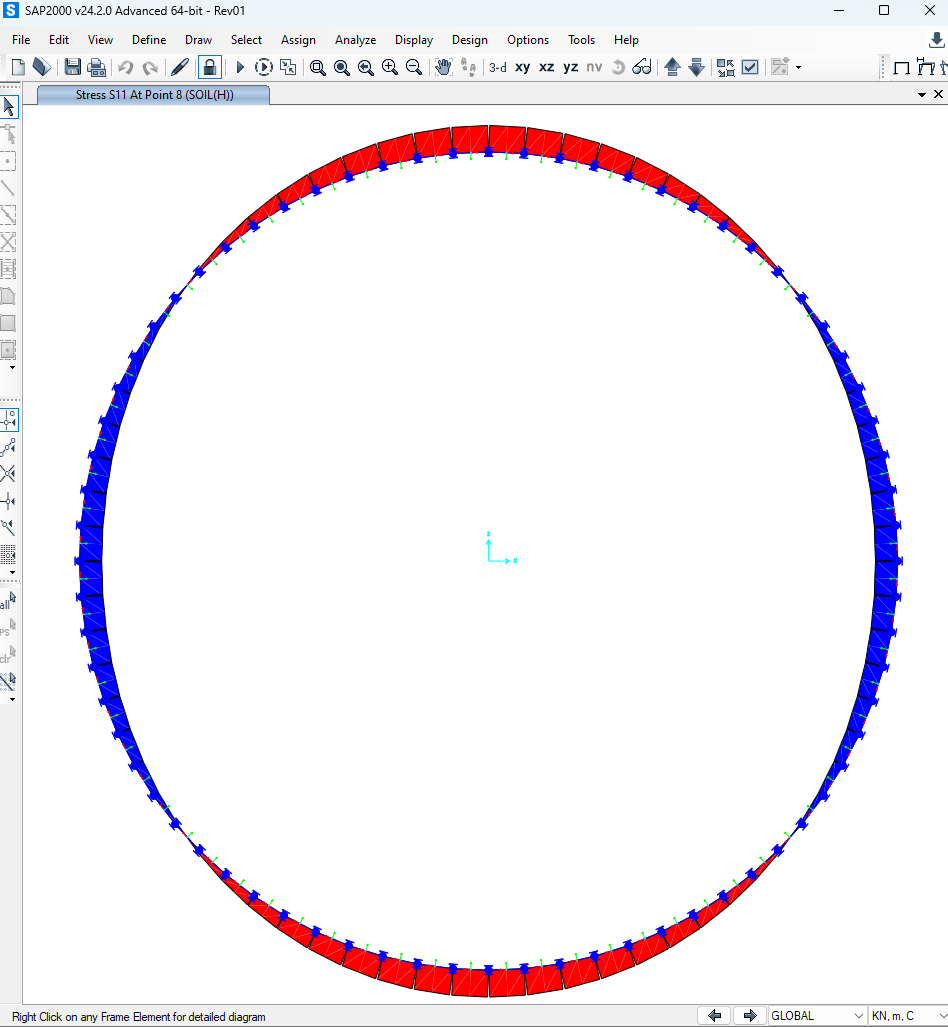 SAP2000 v24.2.0 Advanced 64-bit - Rev01
File Edit View Define Draw Select Assign Analyze Display Design Options Tools Help
3-d xy xz yz nv
Stress S11 At Point 8 (SOIL(H))
all
ps
clr
z
x
Right Click on any Frame Element for detailed diagram
GLOBAL
KN, m, C